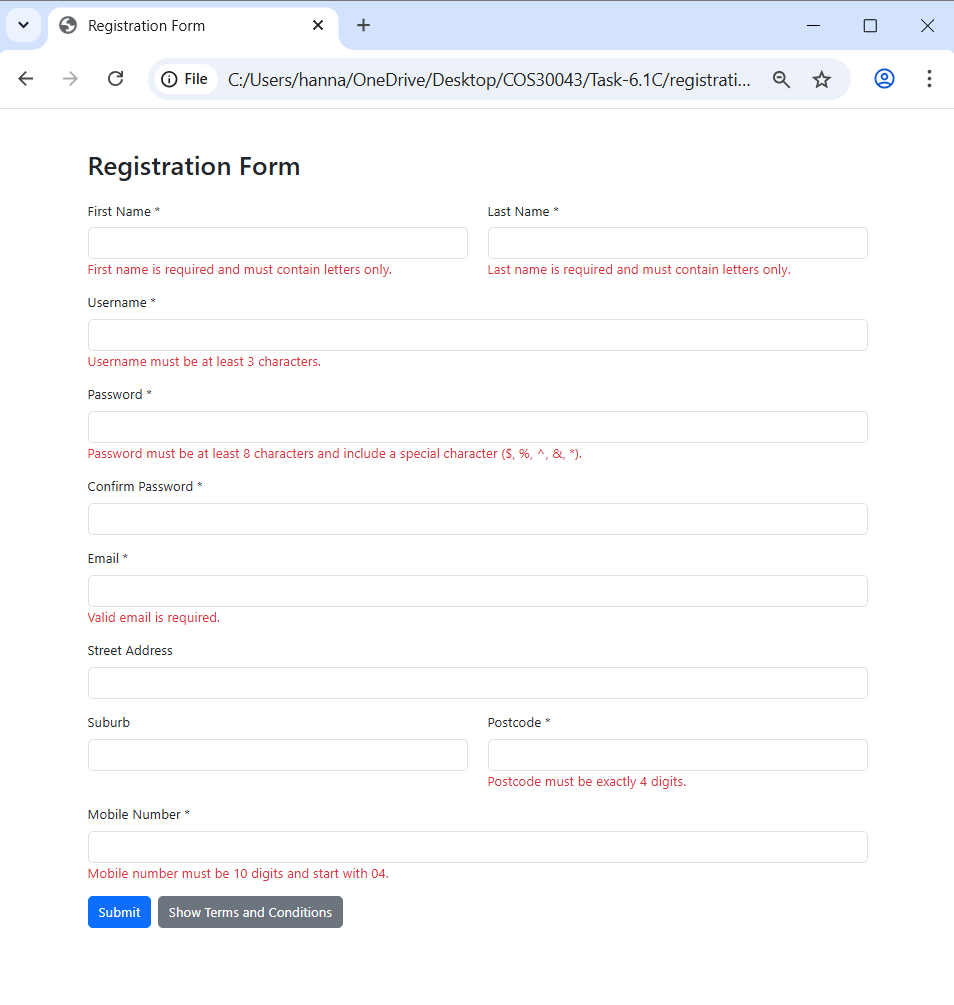 Registration Form
File C:/Users/hanna/OneDrive/Desktop/COS30043/Task-6.1C/registrati...
Registration Form
First Name * Last Name *
First name is required and must contain letters only. Last name is required and must contain letters only.
Username *
Username must be at least 3 characters.
Password *
Password must be at least 8 characters and include a special character ($, %, ^, &, *).
Confirm Password *
Email *
Valid email is required.
Street Address
Suburb Postcode *
Postcode must be exactly 4 digits.
Mobile Number *
Mobile number must be 10 digits and start with 04.
Submit Show Terms and Conditions